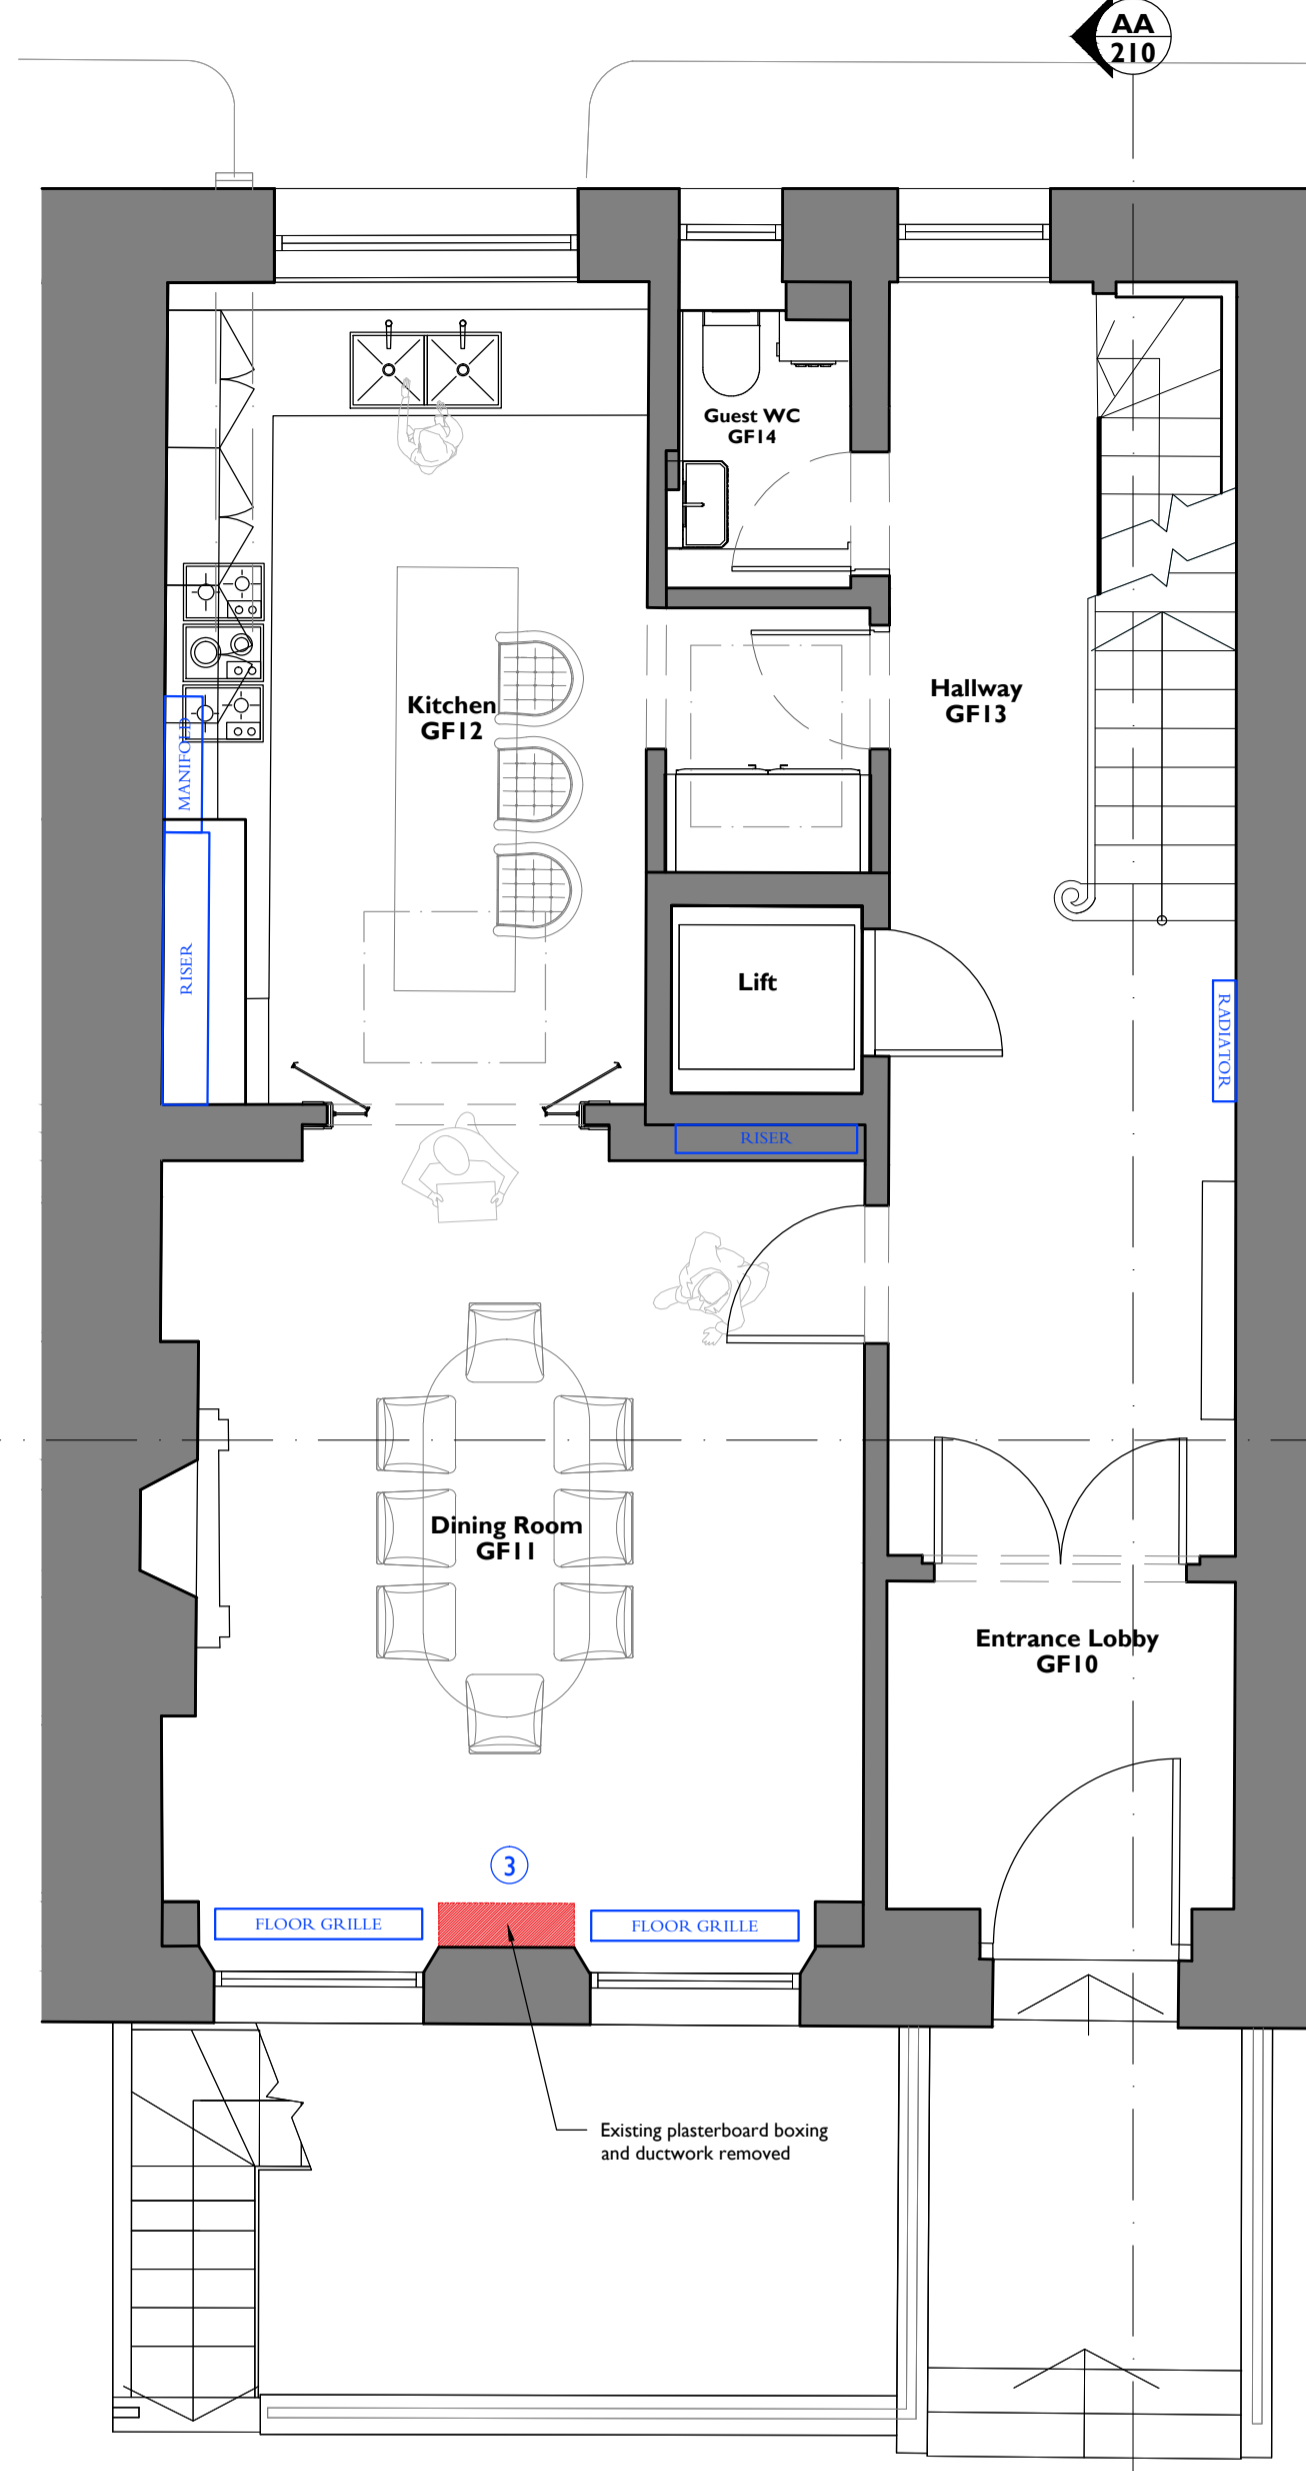 AA
210
Guest WC
GF14
Kitchen
GF12
Hallway
GF13
MANIFOLD
RISER
Lift
RADIATOR
RISER
Dining Room
GF11
Entrance Lobby
GF10
3
FLOOR GRILLE
FLOOR GRILLE
Existing plasterboard boxing
and ductwork removed